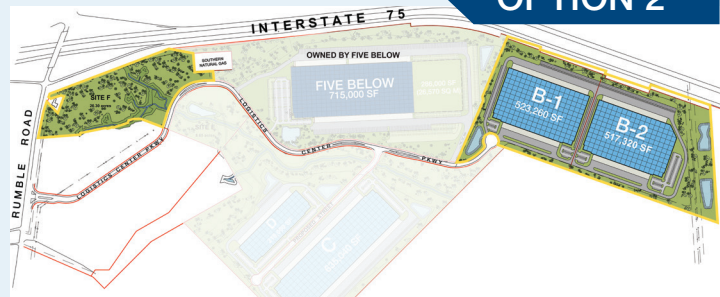 OPTION 2
INTERSTATE 75
OWNED BY FIVE BELOW
SOUTHERN
NATURAL GAS
FIVE BELOW
715,000 SF
SITE F
B-1
523,260 SF
B-2
517,320 SF
RUMBLE ROAD
LOGISTICS CENTER PKWY
LOGISTICS CENTER PKWY
D
C